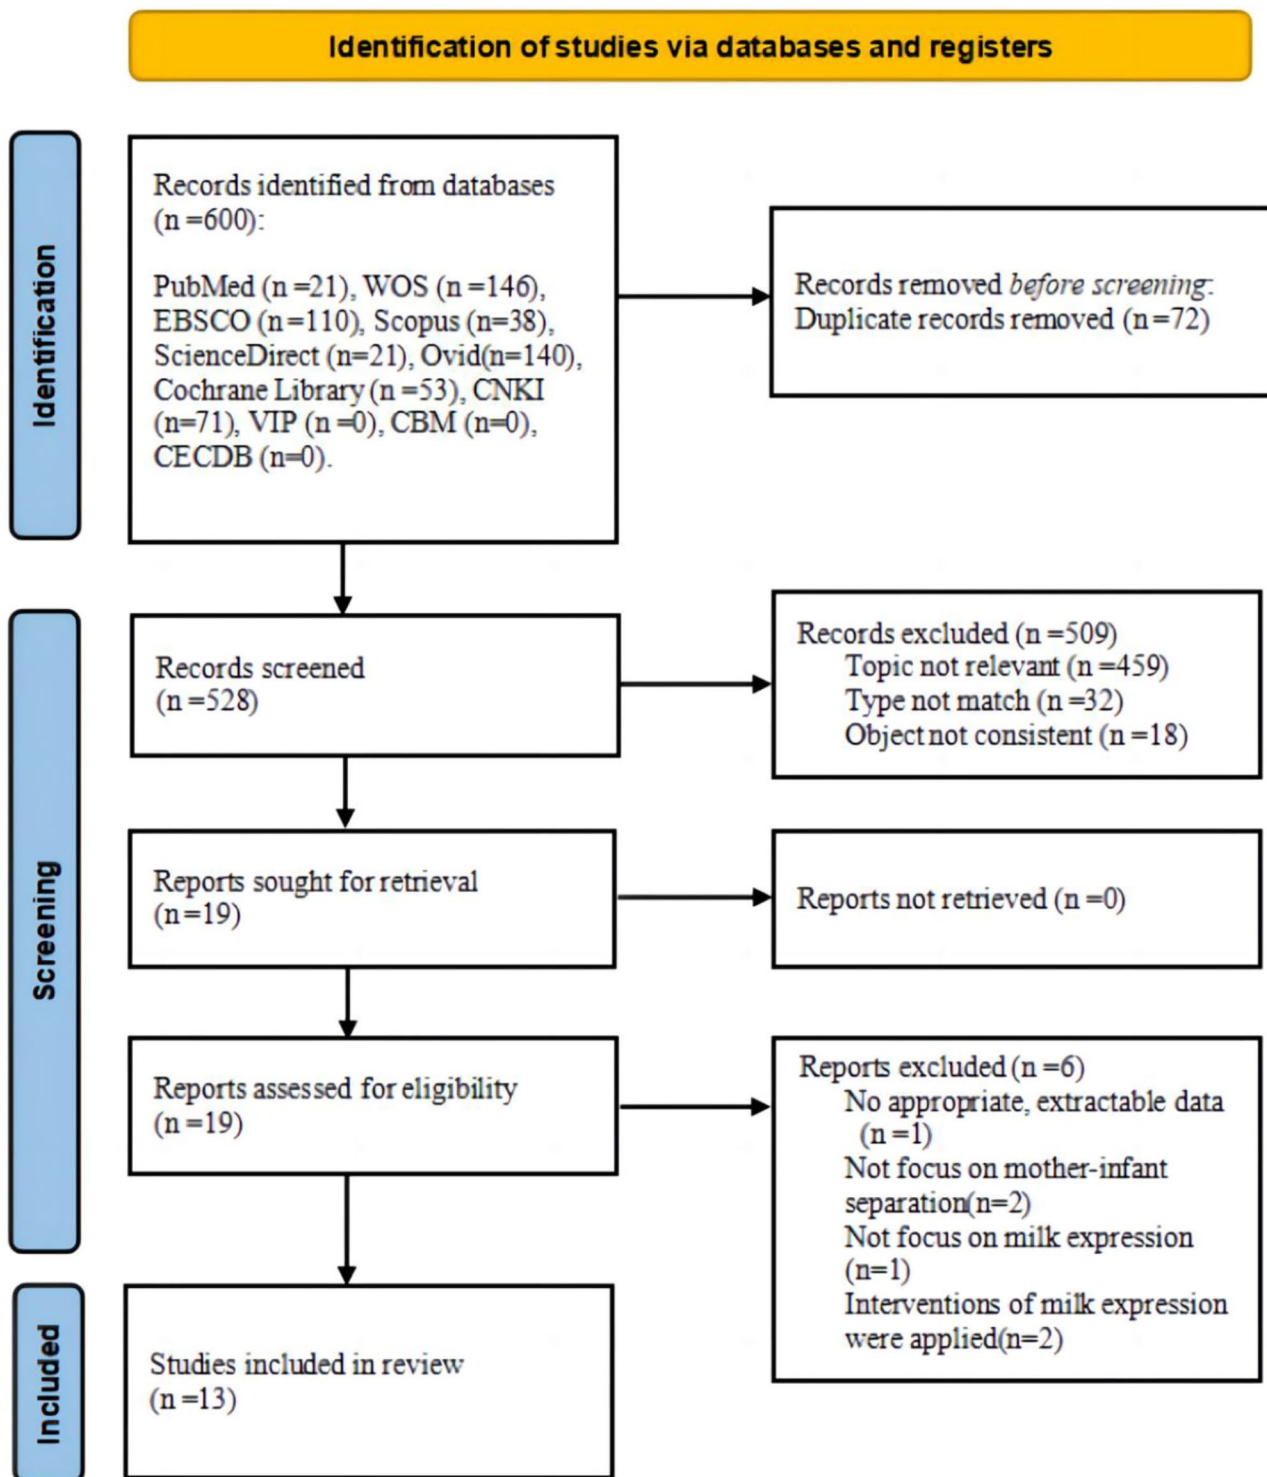 Identification of studies via databases and registers
Identification
Records identified from databases
(n =600):
PubMed (n =21), WOS (n =146),
EBSCO (n=110), Scopus (n=38),
ScienceDirect (n=21), Ovid(n=140),
Cochrane Library (n =53), CNKI
(n=71), VIP (n =0), CBM (n=0),
CECDB (n=0).
Records removed before screening:
Duplicate records removed (n=72)
Screening
Records screened
(n =528)
Records excluded (n =509)
Topic not relevant (n =459)
Type not match (n =32)
Object not consistent (n =18)
Reports sought for retrieval
(n=19)
Reports not retrieved (n =0)
Reports assessed for eligibility
(n =19)
Reports excluded (n =6)
No appropriate, extractable data
(n =1)
Not focus on mother-infant
separation(n=2)
Not focus on milk expression
(n=1)
Interventions of milk expression
were applied(n=2)
Included
Studies included in review
(n =13)